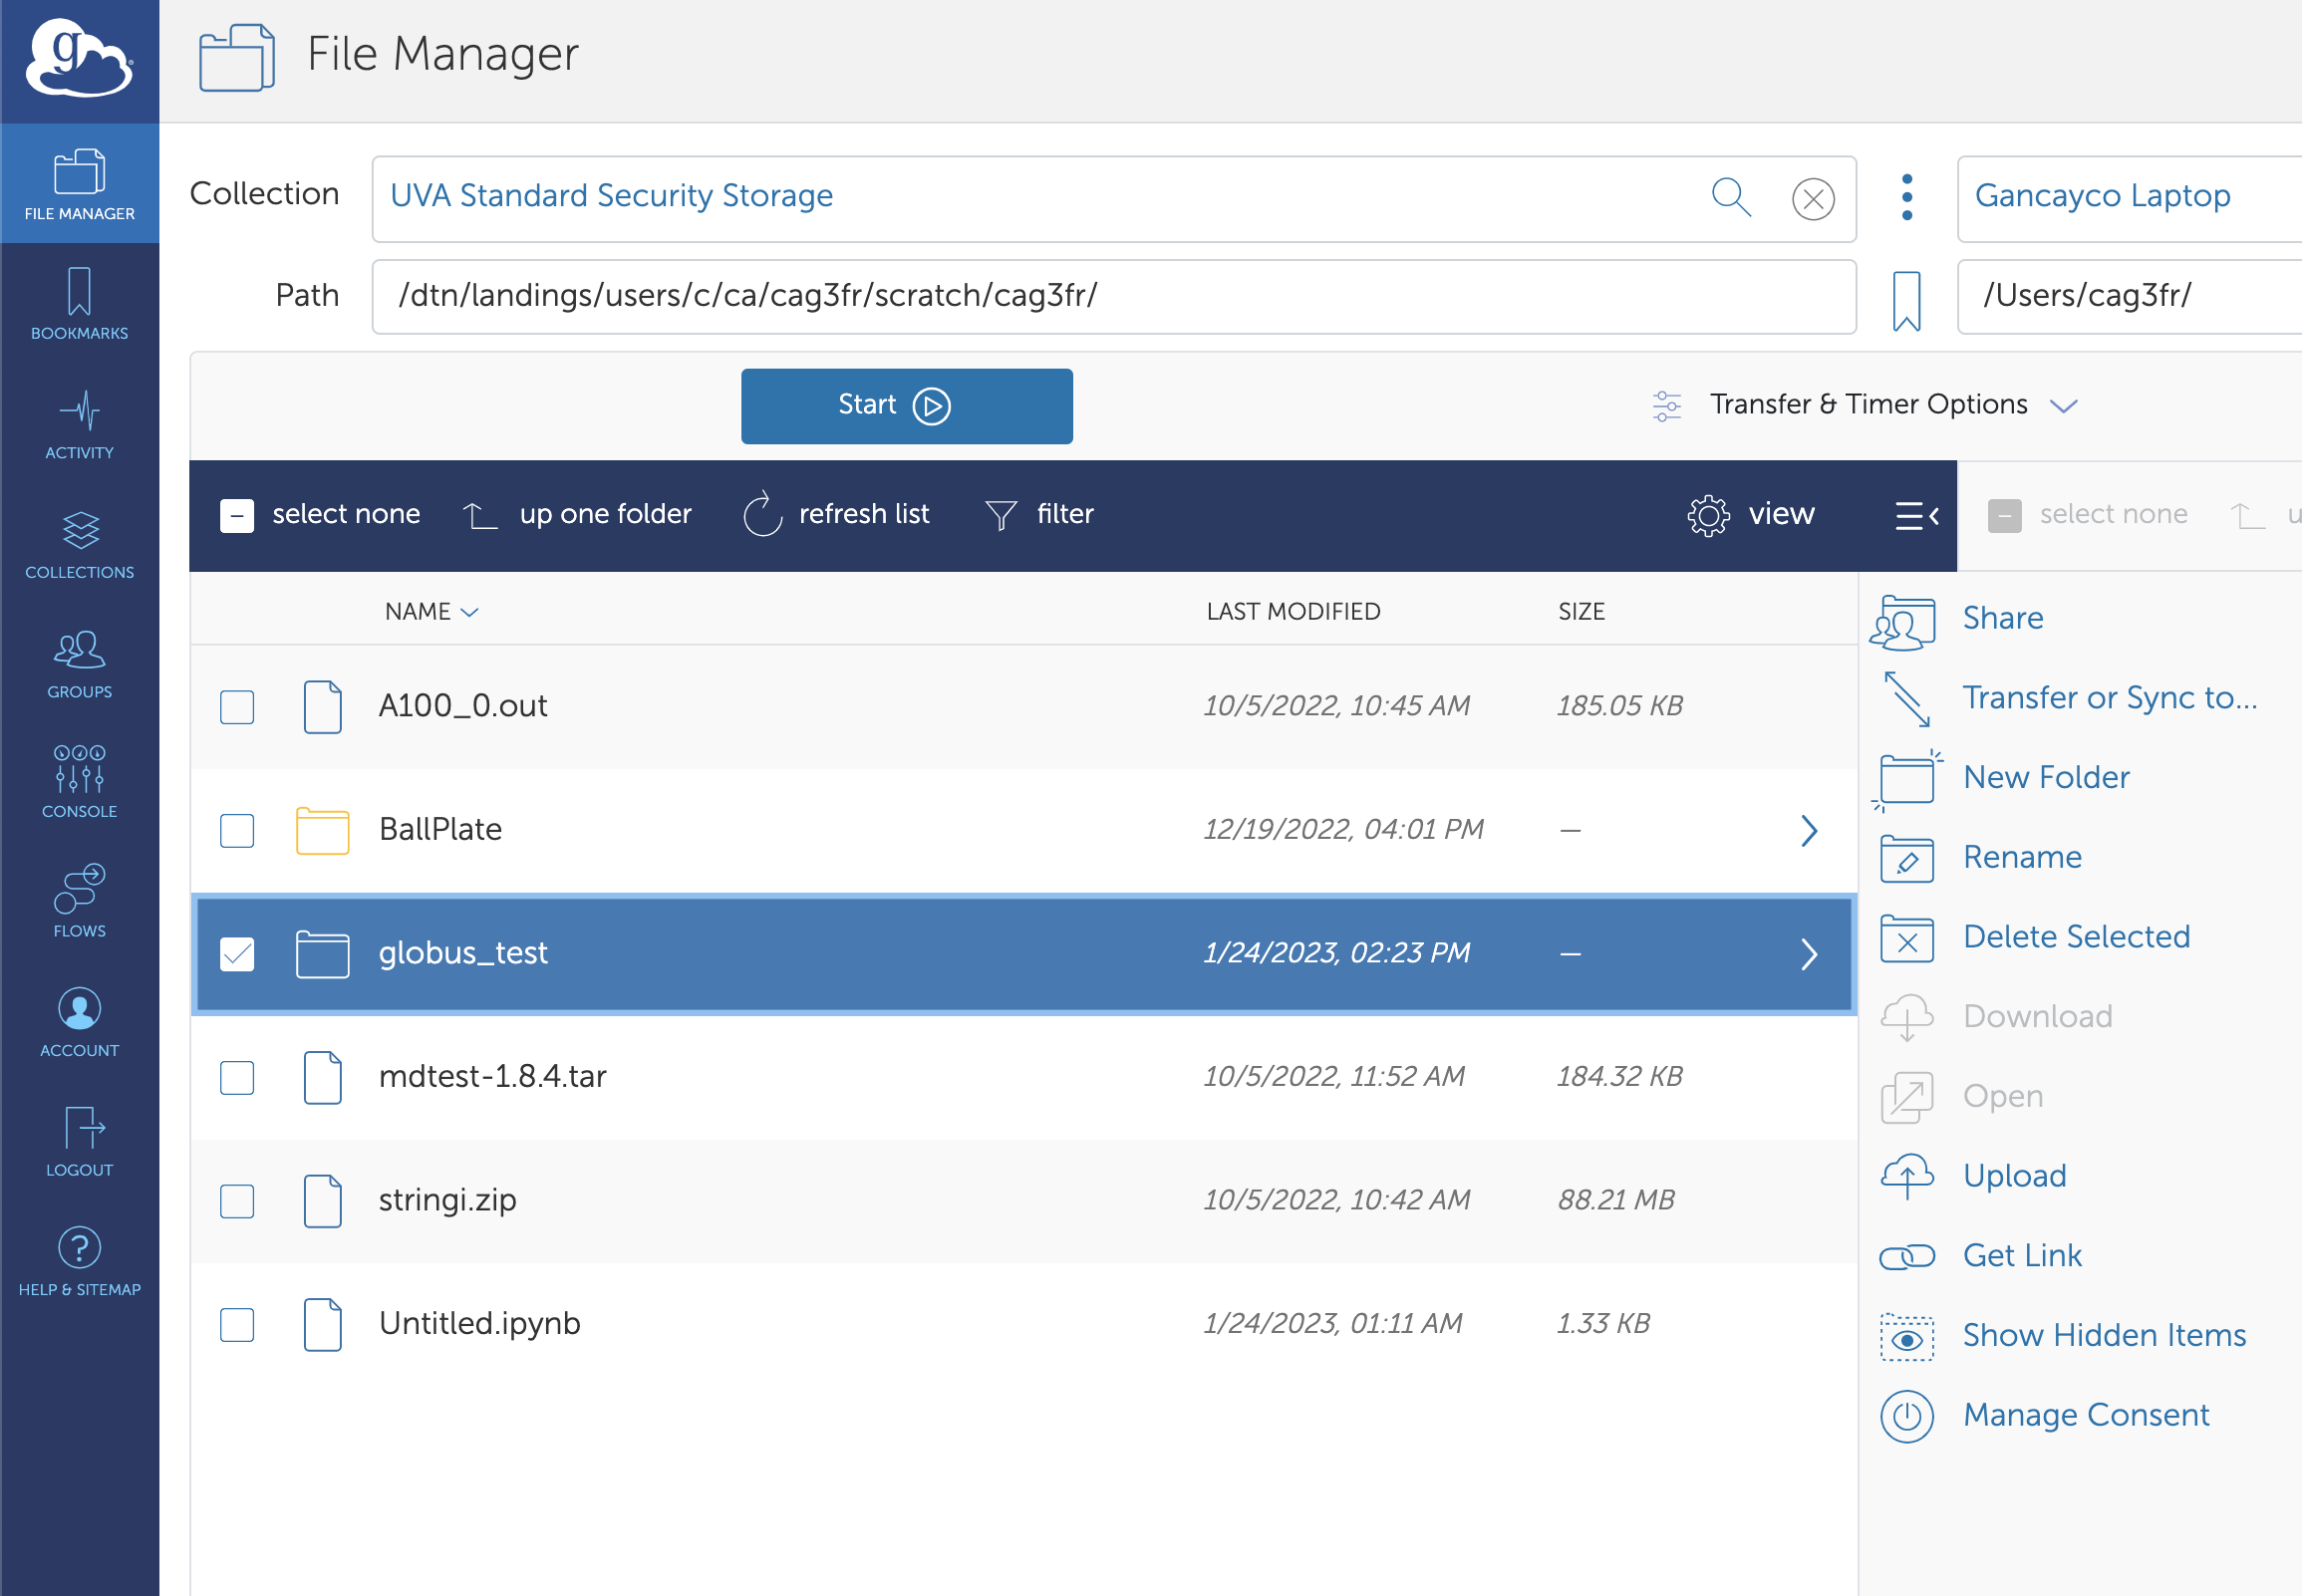 g
File Manager
FILE MANAGER
BOOKMARKS
ACTIVITY
COLLECTIONS
GROUPS
CONSOLE
FLOWS
ACCOUNT
LOGOUT
HELP & SITEMAP
Collection
UVA Standard Security Storage
Gancayco Laptop
Path
/dtn/landings/users/c/ca/cag3fr/scratch/cag3fr/
/Users/cag3fr/
Start
Transfer & Timer Options
select none
up one folder
refresh list
filter
view
select none
u
NAME LAST MODIFIED SIZE
A100_0.out 10/5/2022, 10:45 AM 185.05 KB
BallPlate 12/19/2022, 04:01 PM —
globus_test 1/24/2023, 02:23 PM —
mdtest-1.8.4.tar 10/5/2022, 11:52 AM 184.32 KB
stringi.zip 10/5/2022, 10:42 AM 88.21 MB
Untitled.ipynb 1/24/2023, 01:11 AM 1.33 KB
Share
Transfer or Sync to...
New Folder
Rename
Delete Selected
Download
Open
Upload
Get Link
Show Hidden Items
Manage Consent